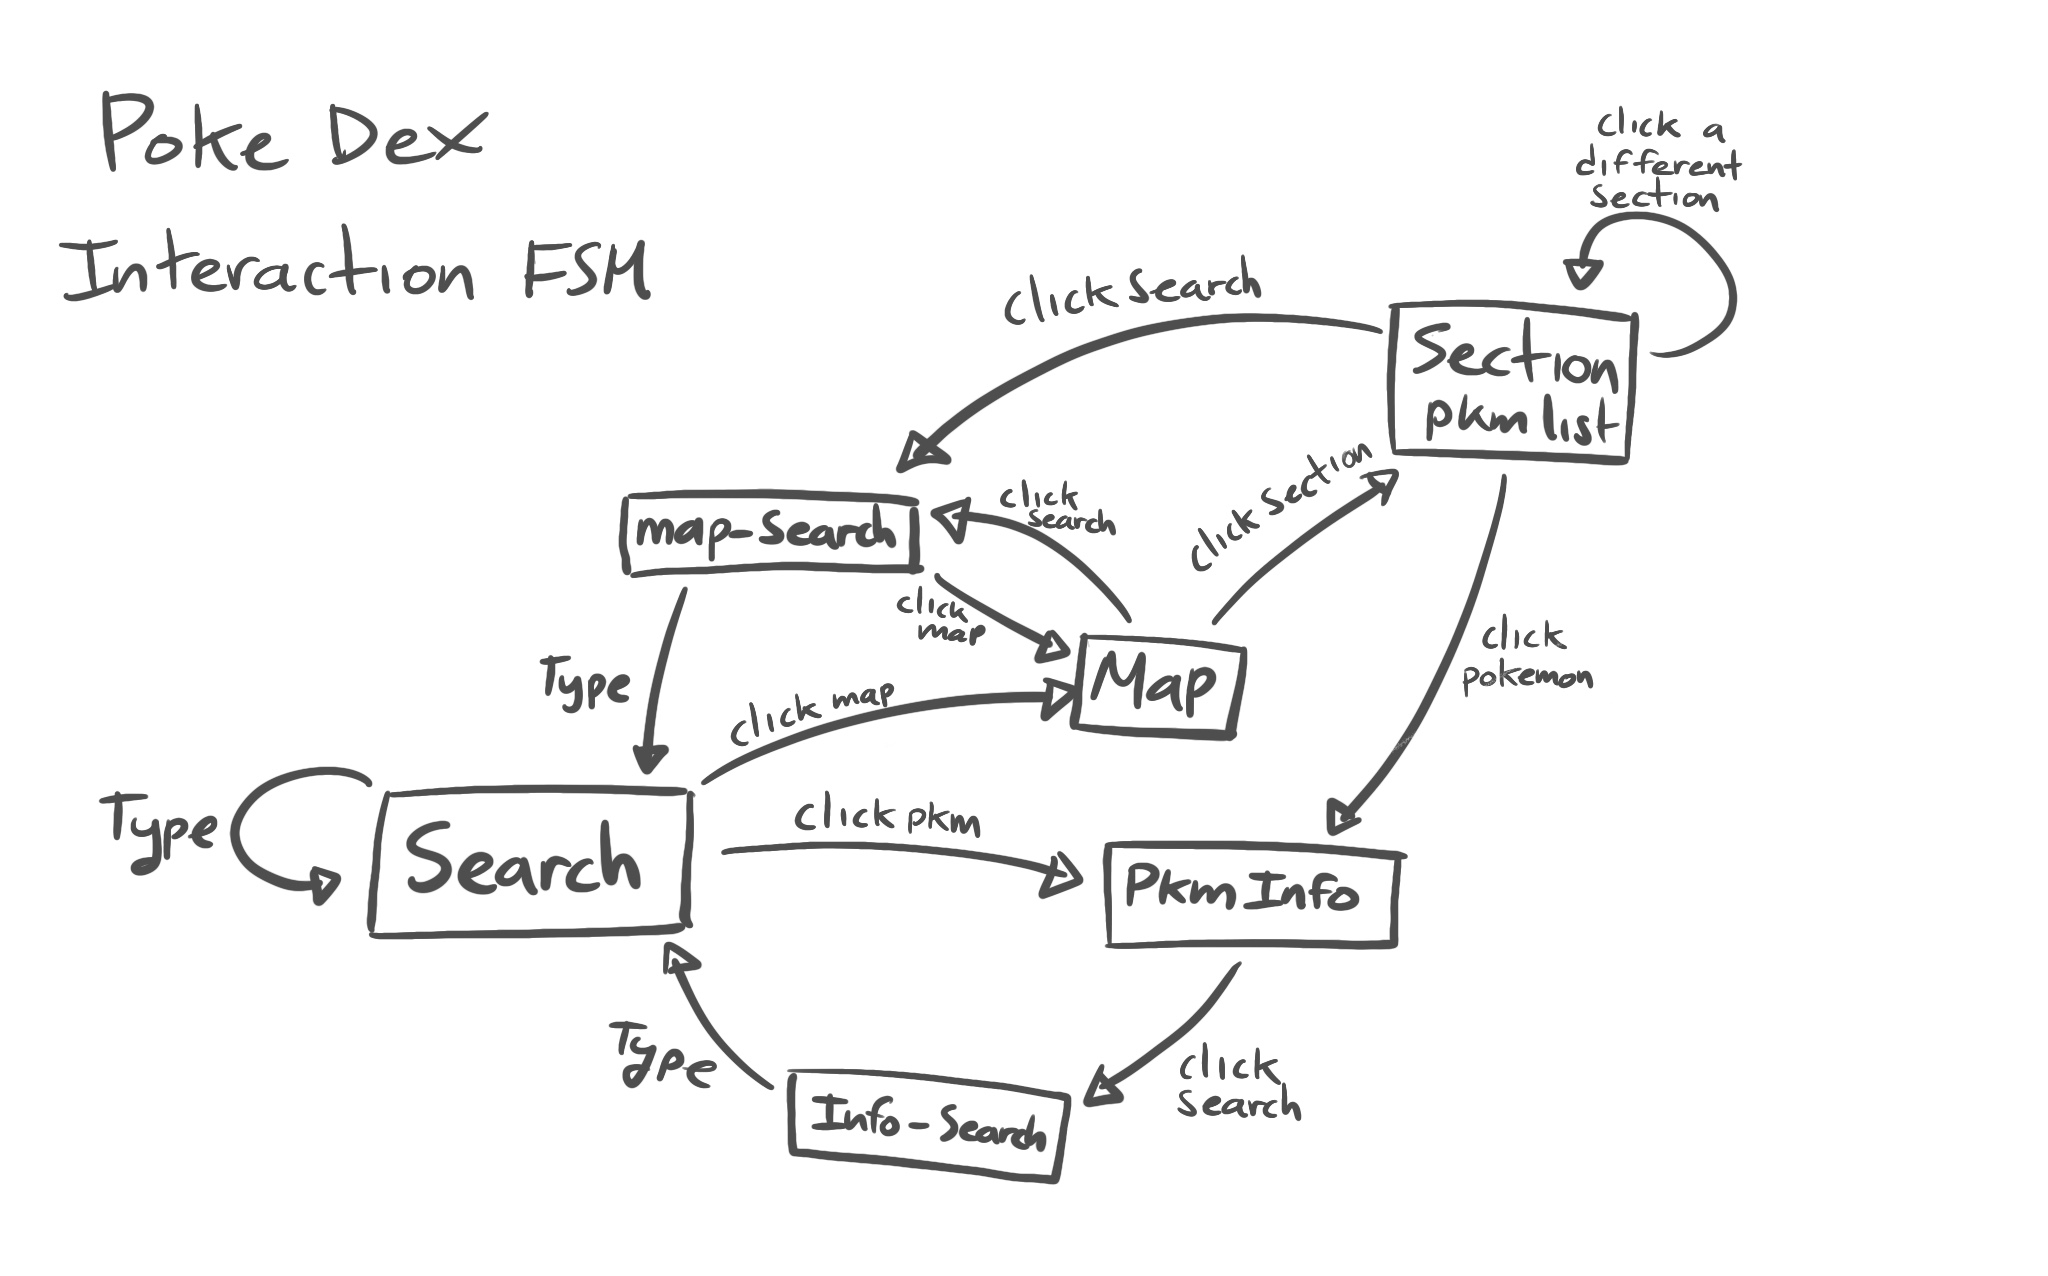 Poke Dex
Interaction FSM
click a
different
section
click Search
Section
pkm list
click
search
click Section
map-Search
click
map
click
pokemon
Type
click map
Map
Type
Search
click pkm
Pkm Info
Type
click
search
Info-Search